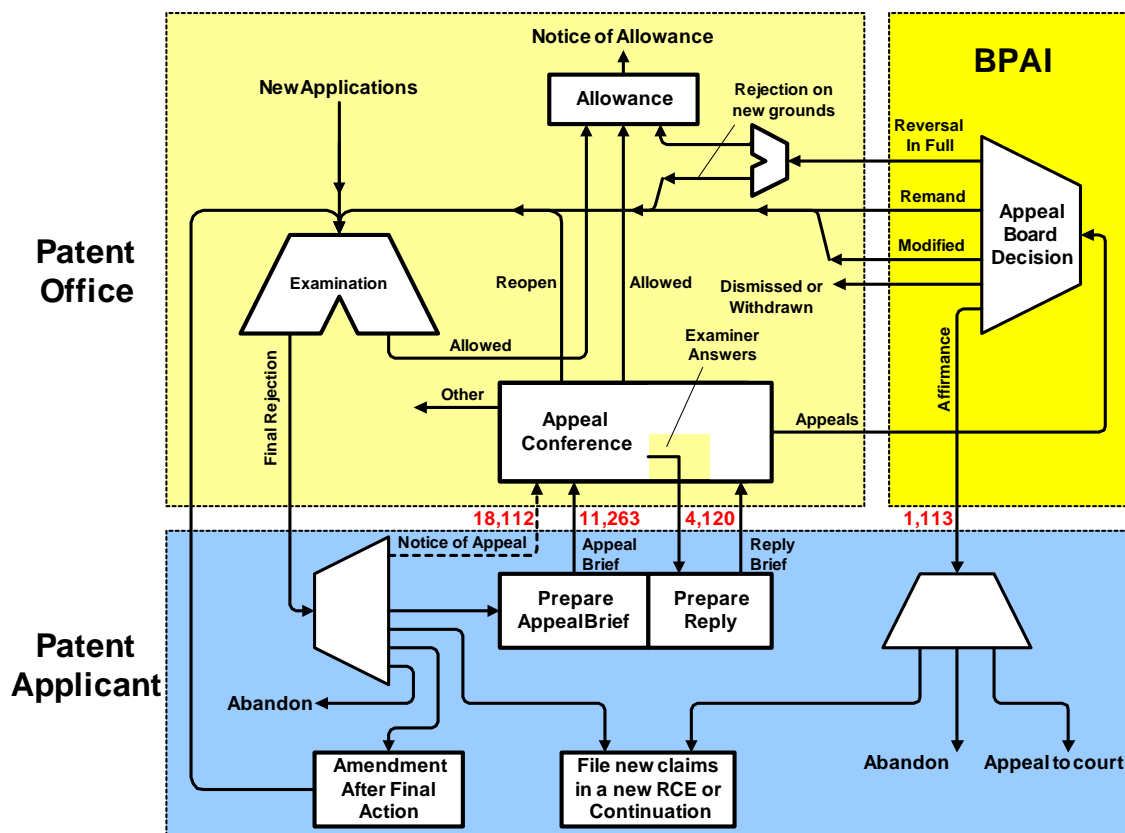 Notice of Allowance
BPAI
New Applications
Allowance
Rejection on
new grounds
Reversal
In Full
Remand
Appeal
Board
Decision
Modified
Patent
Office
Examination
Reopen
Allowed
Dismissed or
Withdrawn
Allowed
Examiner
Answers
Final Rejection
Affirmance
Other
Appeal
Conference
Appeals
18,112
11,263
4,120
1,113
Notice of Appeal
Appeal
Brief
Reply
Brief
Prepare
Appeal Brief
Prepare
Reply
Patent
Applicant
Abandon
Amendment
After Final
Action
File new claims
in a new RCE or
Continuation
Abandon
Appeal to court